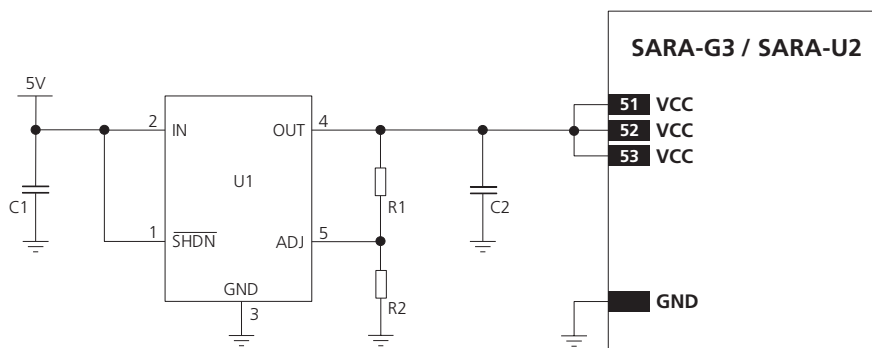 SARA-G3 / SARA-U2
5V
51 VCC
2 IN OUT 4
52 VCC
53 VCC
U1
C1
R1
C2
1 SHDN ADJ 5
GND
3
R2
GND